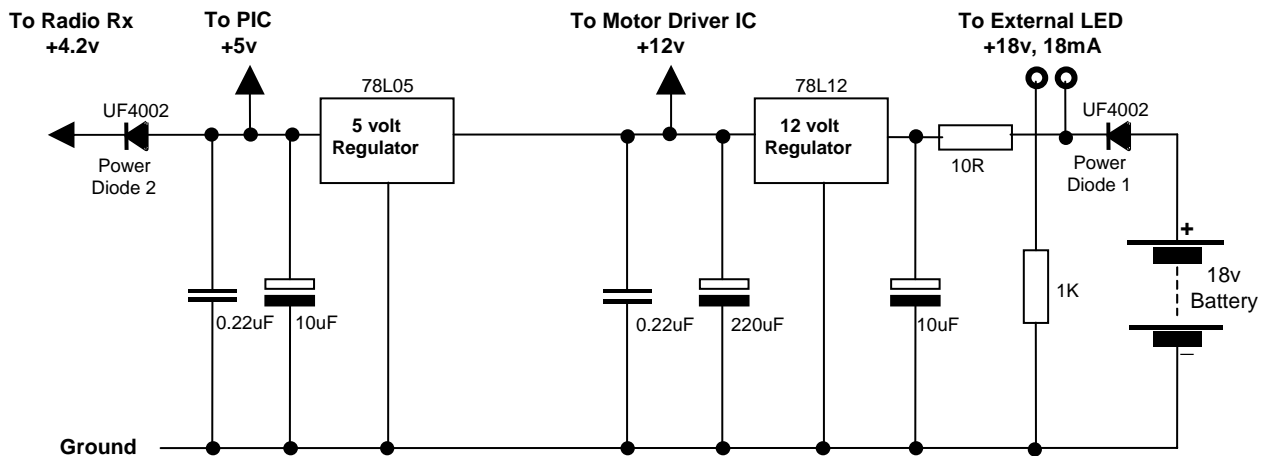 To Radio Rx
+4.2v
To PIC
+5v
To Motor Driver IC
+12v
To External LED
+18v, 18mA
78L05
78L12
UF4002
UF4002
5 volt
Regulator
12 volt
Regulator
Power
Diode 2
10R
Power
Diode 1
+
18v
Battery
1K
0.22uF
10uF
0.22uF
220uF
10uF
_
Ground